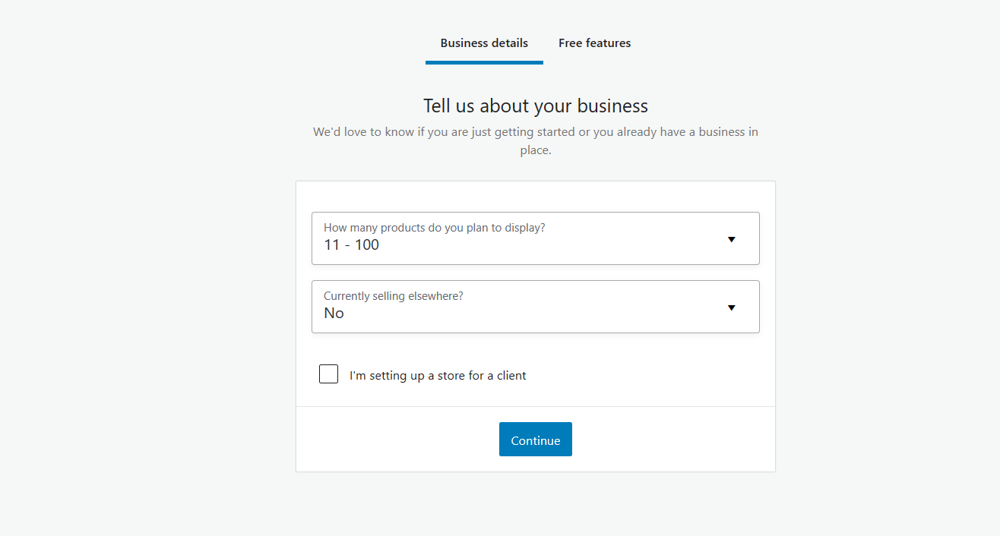 Business details
Free features
Tell us about your business
We'd love to know if you are just getting started or you already have a business in
place.
How many products do you plan to display?
11 - 100
Currently selling elsewhere?
No
I'm setting up a store for a client
Continue